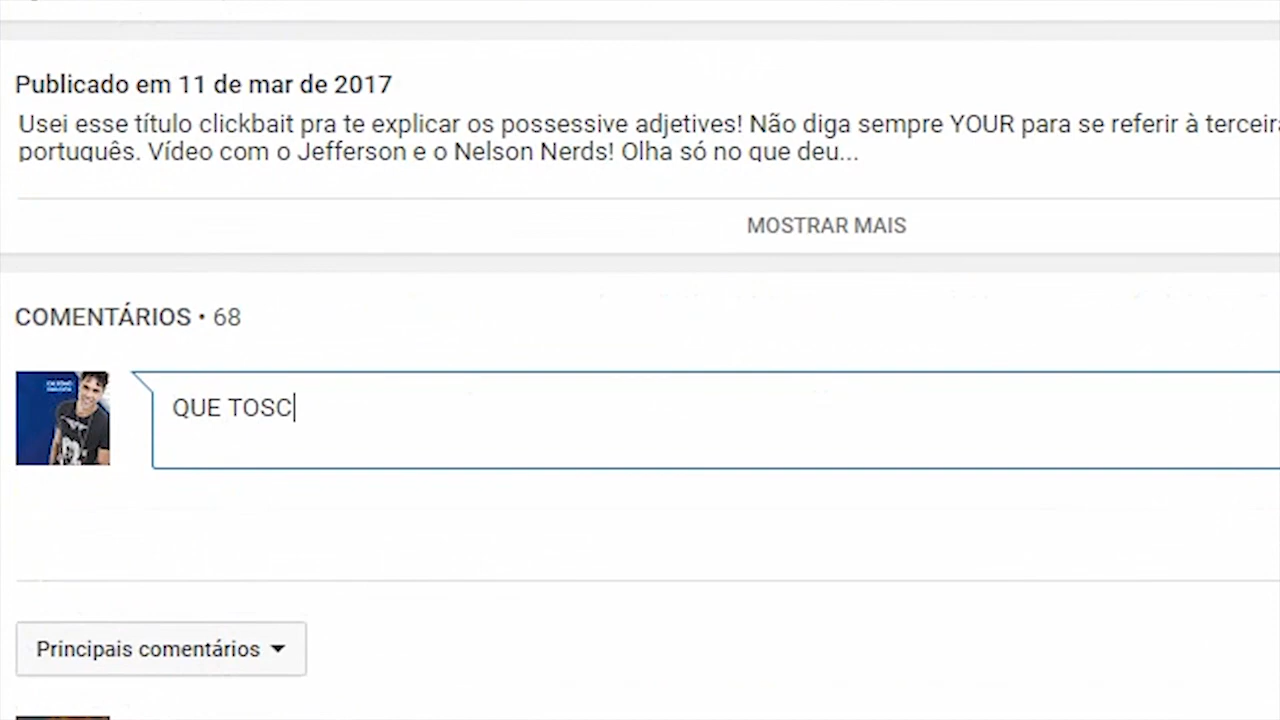 Publicado em 11 de mar de 2017
Usei esse título clickbait pra te explicar os possessive adjetives! Não diga sempre YOUR para se referir à terceira
português. Vídeo com o Jefferson e o Nelson Nerds! Olha só no que deu...
MOSTRAR MAIS
COMENTÁRIOS • 68
QUE TOSC
Principais comentários